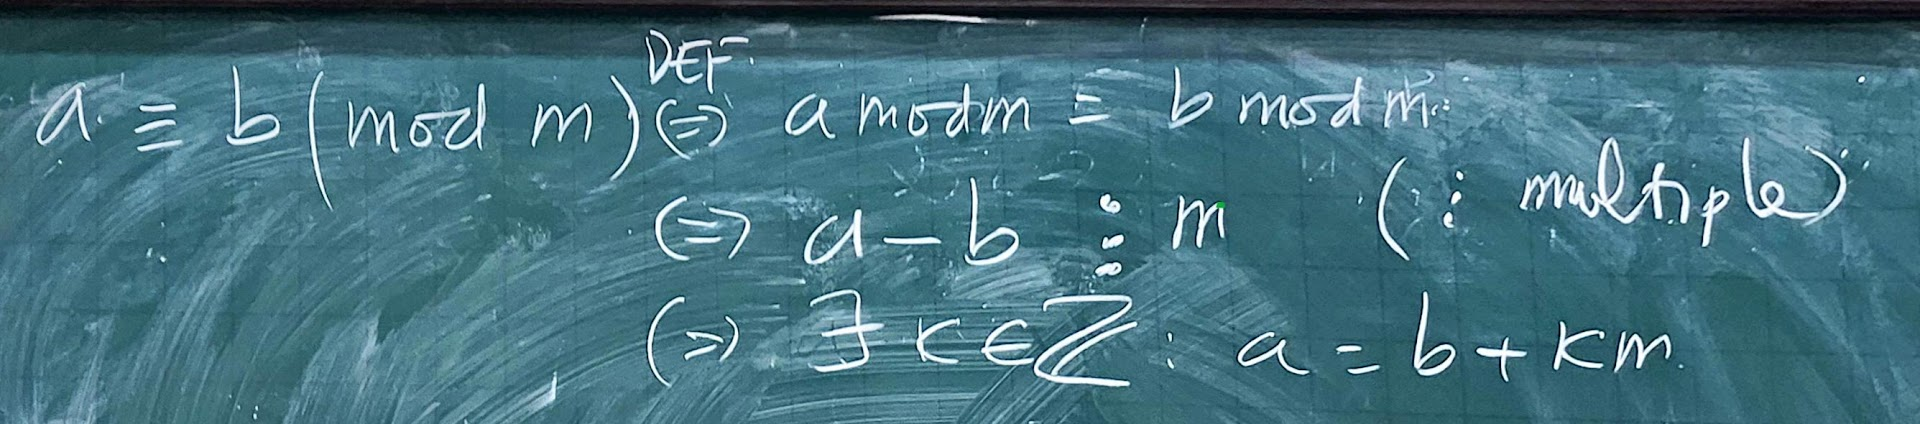 DEF.
a ≡ b (mod m) ⇔ a mod m = b mod m.
⇔ a − b ⋮ m (⋮ multiple)
⇔ ∃ k ∈ ℤ : a = b + km.